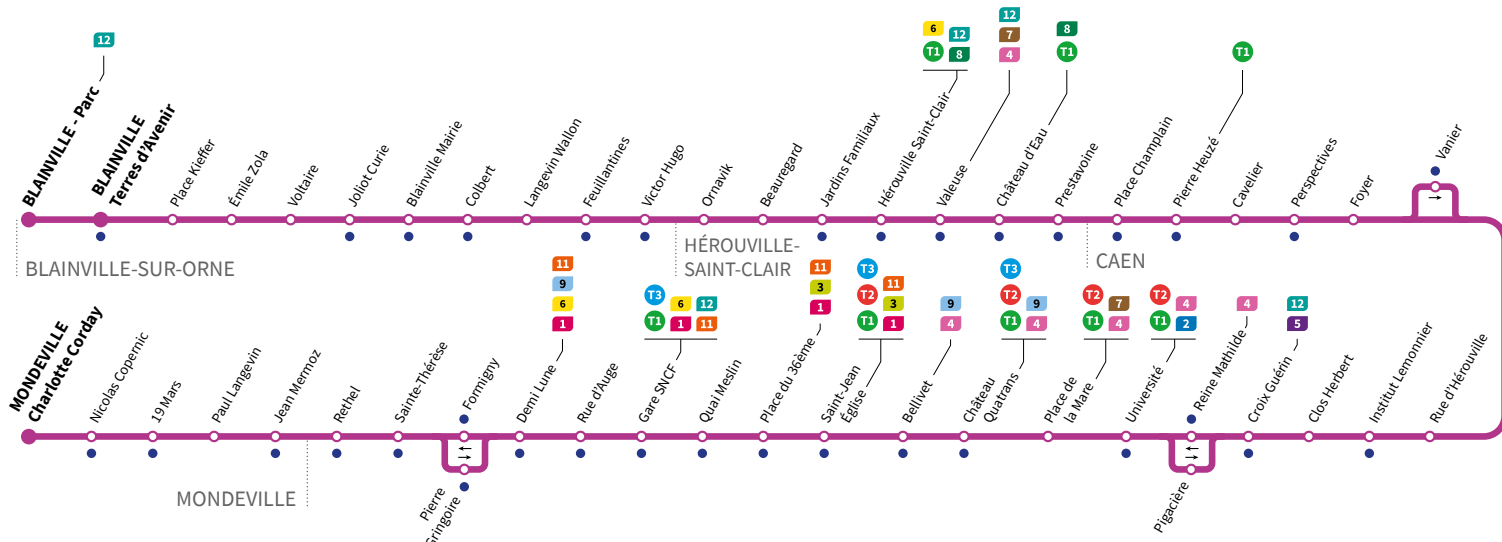 12
BLAINVILLE - Parc
BLAINVILLE
Terres d'Avenir
Place Kieffer
Émile Zola
Voltaire
Joliot Curie
Blainville Mairie
Colbert
Langevin Wallon
Feuillantines
Victor Hugo
Ornavik
Beauregard
Jardins Familiaux
6 12
T1 8
Hérouville Saint-Clair
12
7
4
Valeuse
8
T1
Château d'Eau
Prestavoine
Place Champlain
T1
Pierre Heuzé
Cavelier
Perspectives
Foyer
Vanier
BLAINVILLE-SUR-ORNE
HÉROUVILLE-
SAINT-CLAIR
CAEN
MONDEVILLE
Charlotte Corday
Nicolas Copernic
19 Mars
Paul Langevin
Jean Mermoz
Rethel
Sainte-Thérèse
Formigny
Pierre
Gringoire
11
9
6
1
Demi Lune
Rue d'Auge
T3 6 12
T1 1 11
Gare SNCF
Quai Meslin
11
3
1
Place du 36ème
T3
T2 11
3
T1 1
Saint-Jean
Église
9
4
Bellivet
T3
T2 9
T1 4
Château
Quatrans
T2 7
T1 4
Place de
la Mare
T2 4
T1 2
Université
4
Reine Mathilde
Pigacière
12
5
Croix Guérin
Clos Herbert
Institut Lemonnier
Rue d'Hérouville
MONDEVILLE